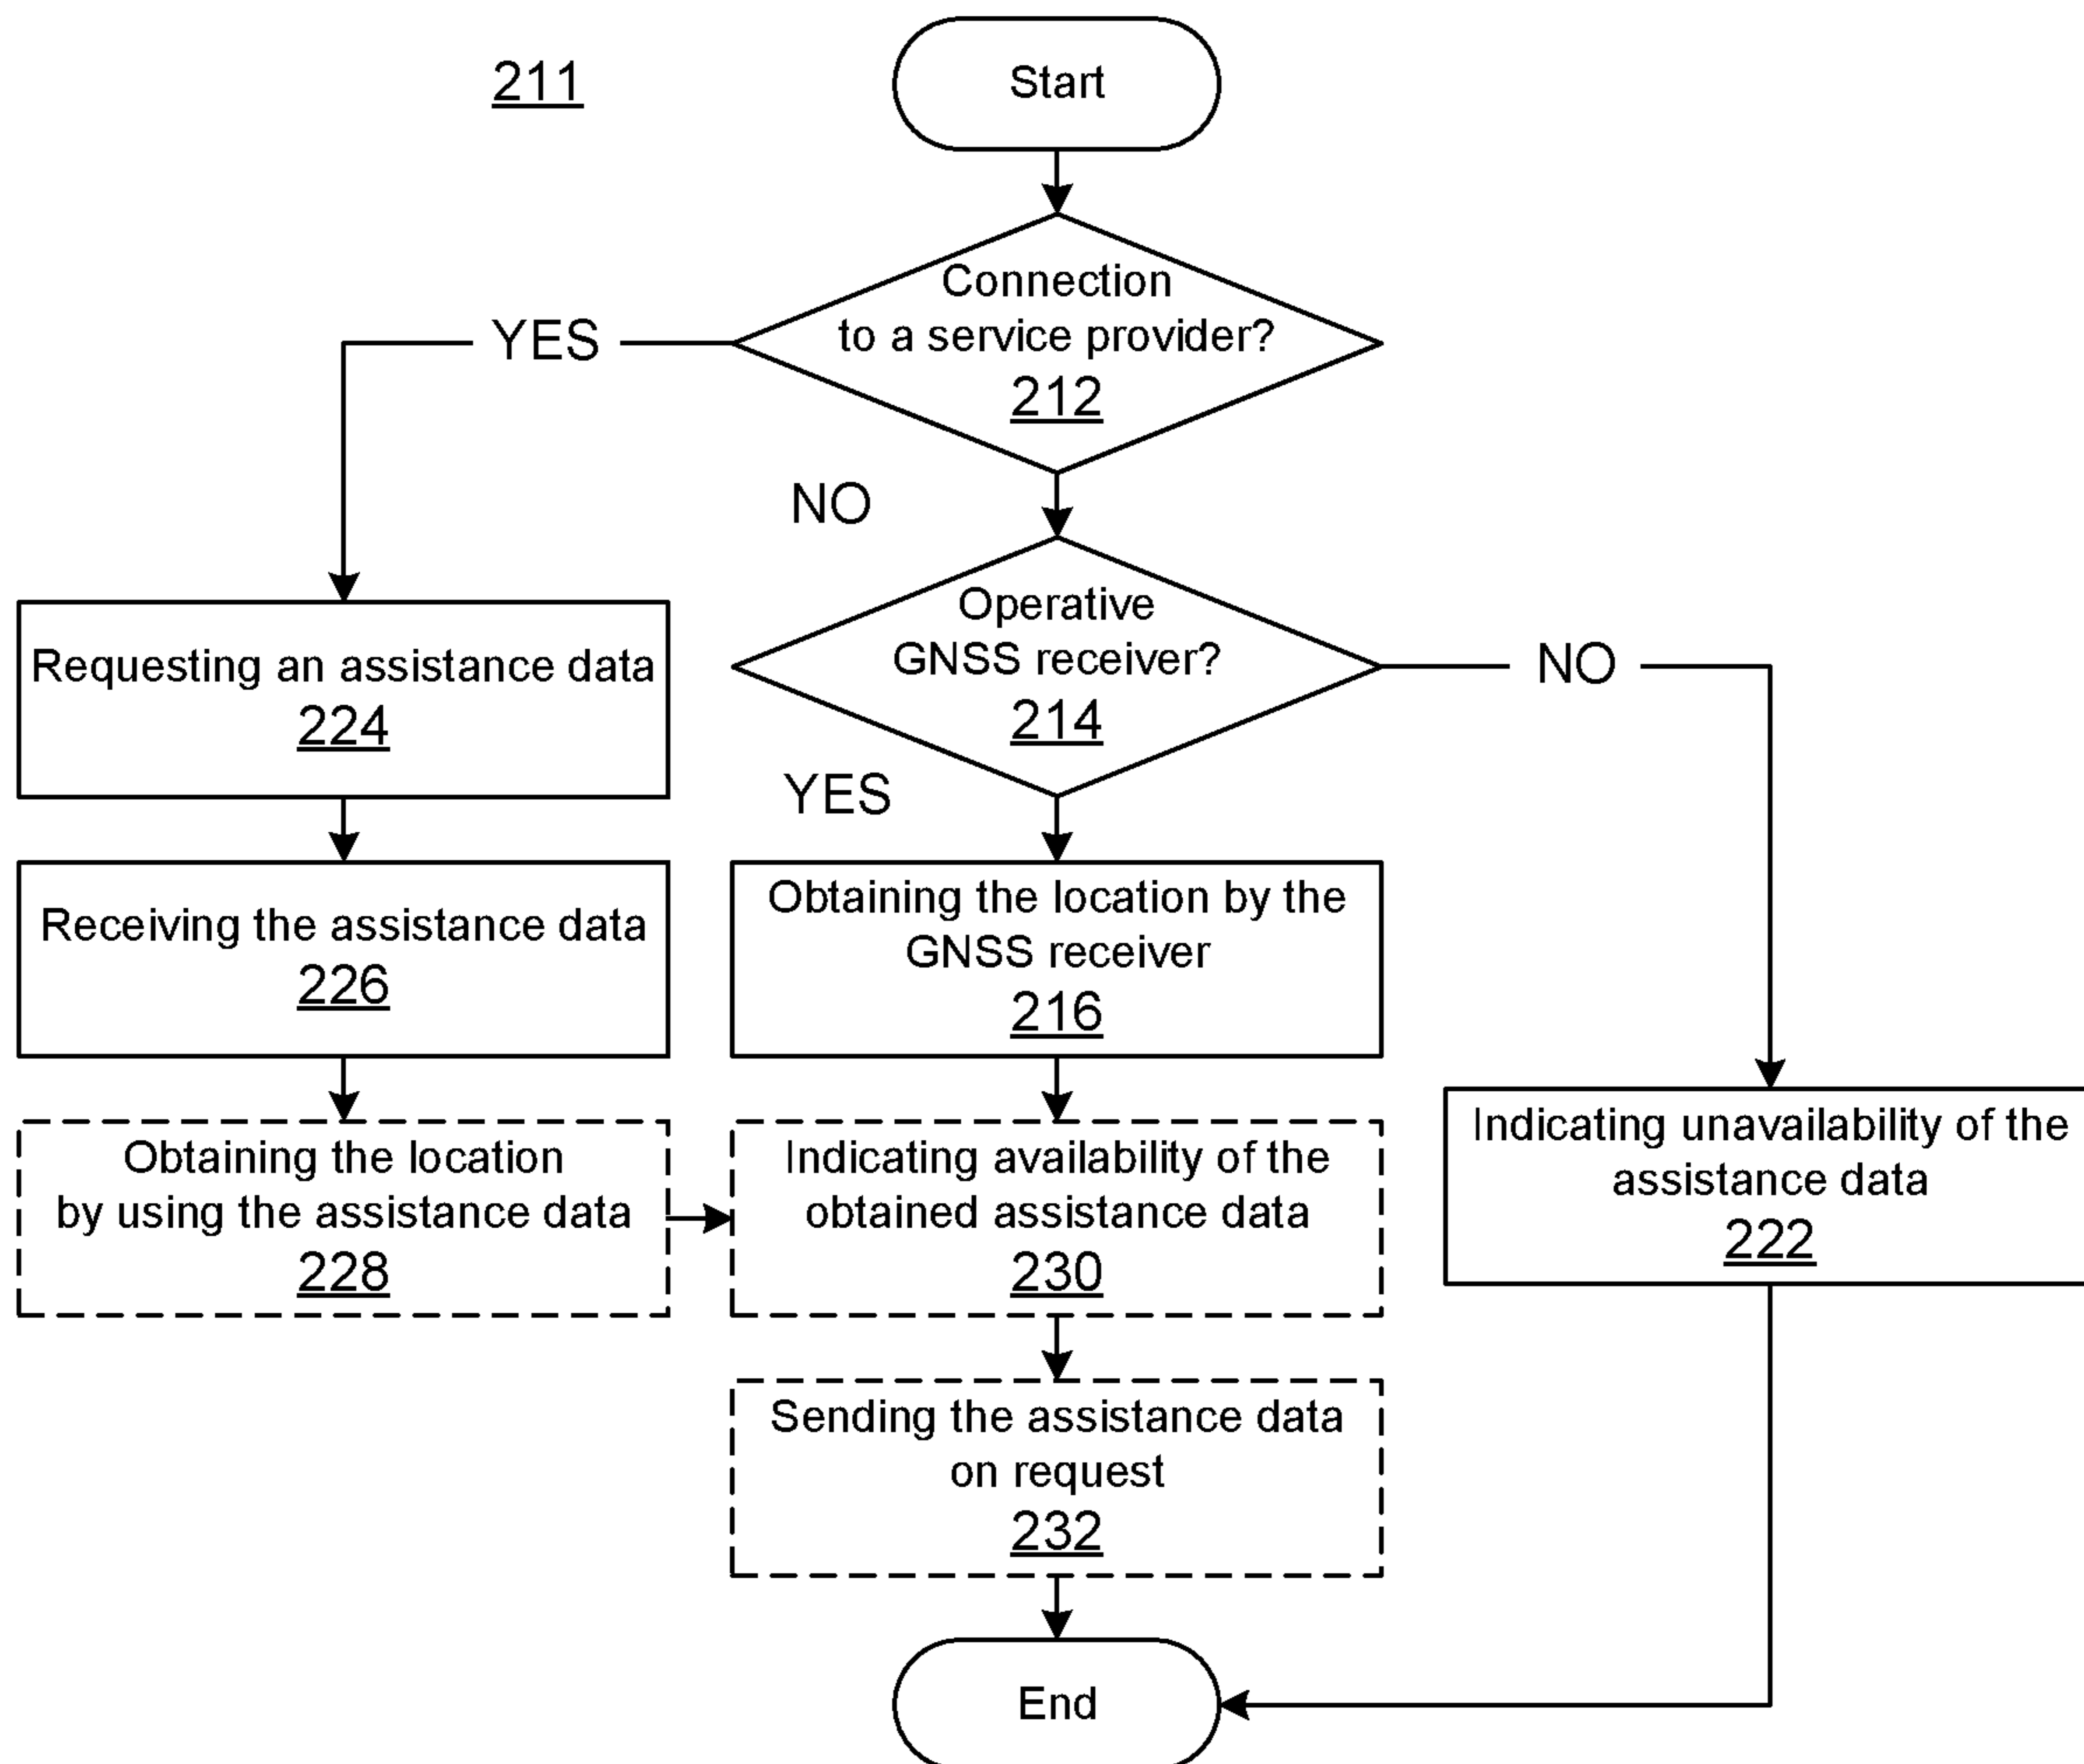 211
Start
Connection
to a service provider?
212
YES
NO
Operative
GNSS receiver?
214
NO
YES
Requesting an assistance data
224
Receiving the assistance data
226
Obtaining the location by the
GNSS receiver
216
Obtaining the location
by using the assistance data
228
Indicating availability of the
obtained assistance data
230
Indicating unavailability of the
assistance data
222
Sending the assistance data
on request
232
End